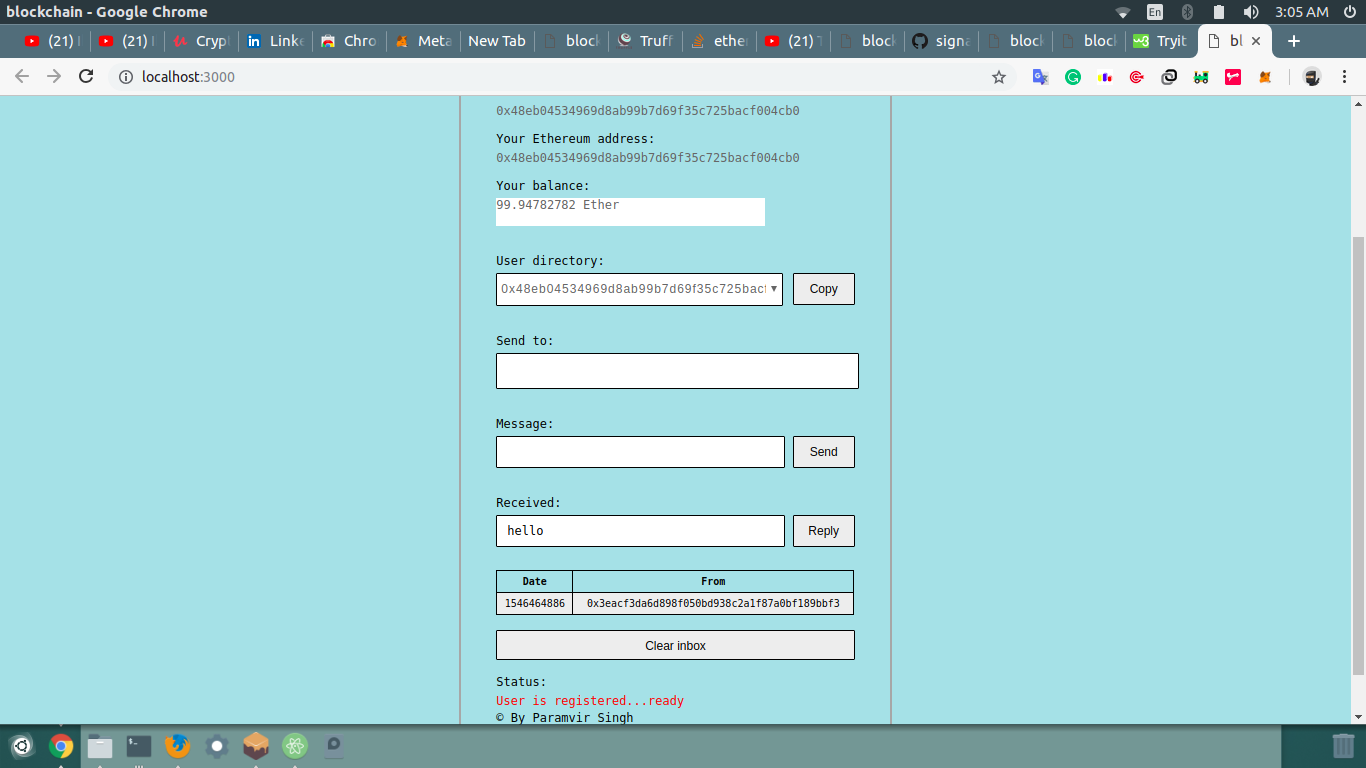 blockchain - Google Chrome
En
3:05 AM
(21)
(21)
Cryp
Link
Chro
Meta
New Tab
block
Truff
ethe
(21)
block
signa
block
block
Tryit
bl
localhost:3000
0x48eb04534969d8ab99b7d69f35c725bacf004cb0
Your Ethereum address:
0x48eb04534969d8ab99b7d69f35c725bacf004cb0
Your balance:
99.94782782 Ether
User directory:
0x48eb04534969d8ab99b7d69f35c725bacf
Copy
Send to:
Message:
Send
Received:
hello
Reply
Date From
1546464886 0x3eacf3da6d898f050bd938c2a1f87a0bf189bbf3
Clear inbox
Status:
User is registered...ready
© By Paramvir Singh